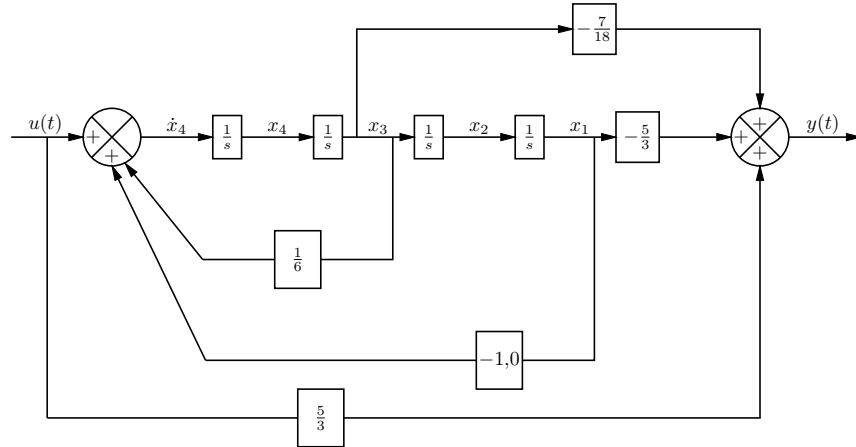 −7/18
u(t) + + ẋ₄ 1/s x₄ 1/s x₃ 1/s x₂ 1/s x₁ −5/3 + + + y(t)
1/6
−1,0
5/3